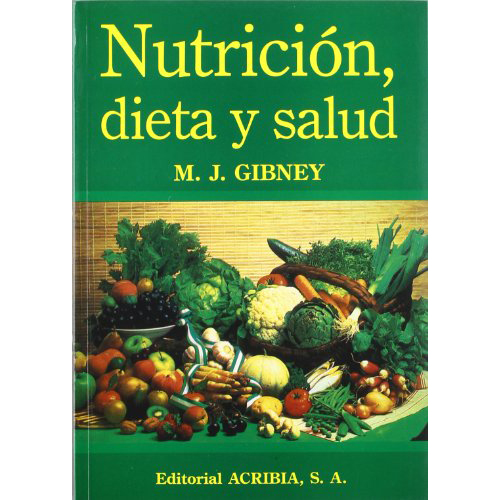 Nutrición,
dieta y salud
M. J. GIBNEY
Editorial ACRIBIA, S. A.